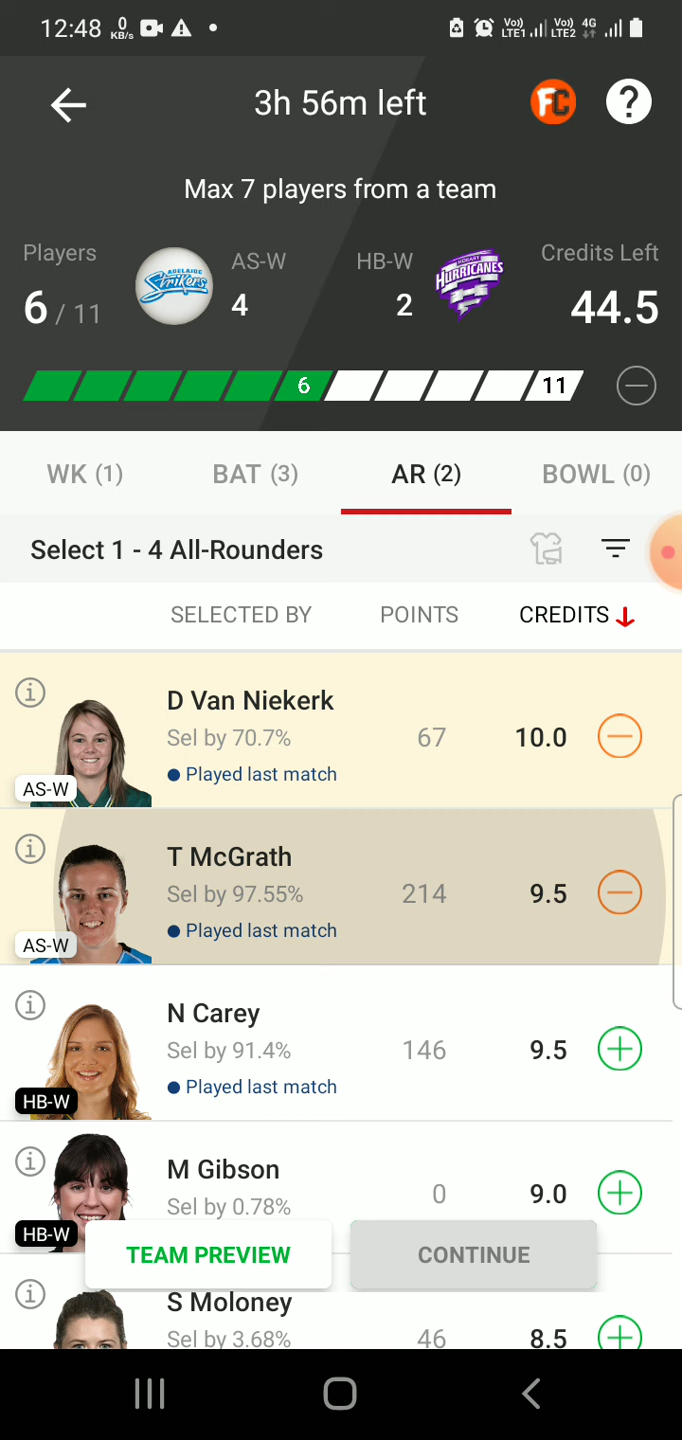 12:48 0 KB/s Vo) LTE1 Vo) LTE2 4G
3h 56m left FC ?
Max 7 players from a team
Players AS-W HB-W Credits Left
ADELAIDE Strikers HOBART HURRICANES
6 / 11 4 2 44.5
6 11
WK (1) BAT (3) AR (2) BOWL (0)
Select 1 - 4 All-Rounders
SELECTED BY POINTS CREDITS
D Van Niekerk
Sel by 70.7% 67 10.0
Played last match
AS-W
T McGrath
Sel by 97.55% 214 9.5
Played last match
AS-W
N Carey
Sel by 91.4% 146 9.5
Played last match
HB-W
M Gibson
Sel by 0.78% 0 9.0
HB-W
TEAM PREVIEW CONTINUE
S Moloney
Sel by 3.68% 46 8.5